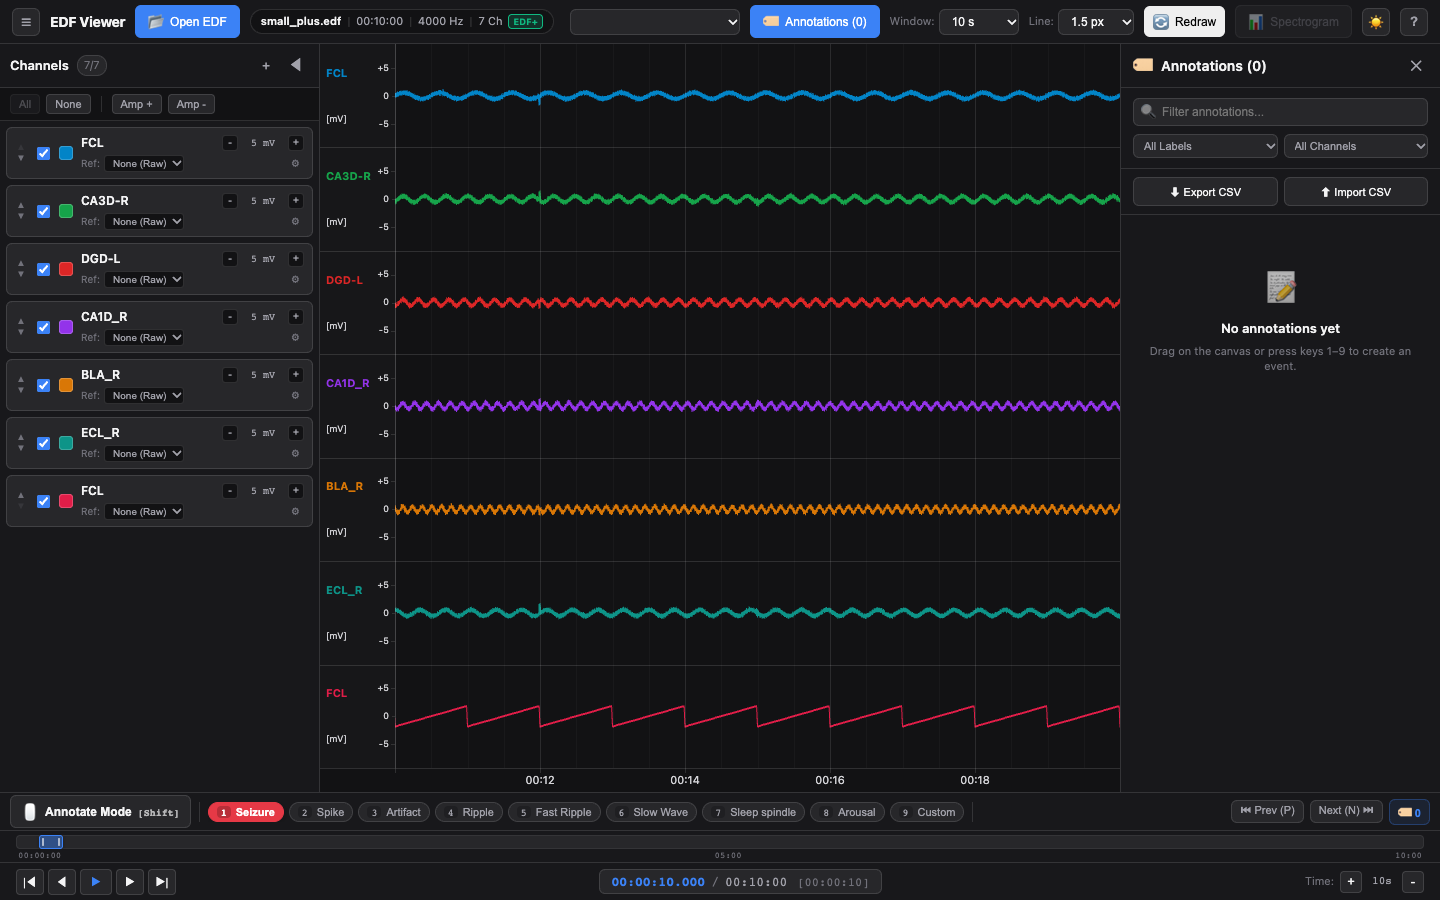 EDF Viewer
Open EDF
small_plus.edf | 00:10:00 | 4000 Hz | 7 Ch EDF+
Annotations (0)
Window: 10 s
Line: 1.5 px
Redraw
Spectrogram
?
Channels 7/7
All None Amp + Amp -
FCL - 5 mV +
Ref: None (Raw)
CA3D-R - 5 mV +
Ref: None (Raw)
DGD-L - 5 mV +
Ref: None (Raw)
CA1D_R - 5 mV +
Ref: None (Raw)
BLA_R - 5 mV +
Ref: None (Raw)
ECL_R - 5 mV +
Ref: None (Raw)
FCL - 5 mV +
Ref: None (Raw)
+5
FCL
0
[mV]
-5
+5
CA3D-R
0
[mV]
-5
+5
DGD-L
0
[mV]
-5
+5
CA1D_R
0
[mV]
-5
+5
BLA_R
0
[mV]
-5
+5
ECL_R
0
[mV]
-5
+5
FCL
0
[mV]
-5
00:12 00:14 00:16 00:18
Annotations (0)
Filter annotations...
All Labels All Channels
Export CSV Import CSV
No annotations yet
Drag on the canvas or press keys 1–9 to create an
event.
Annotate Mode [Shift]
1 Seizure 2 Spike 3 Artifact 4 Ripple 5 Fast Ripple 6 Slow Wave 7 Sleep spindle 8 Arousal 9 Custom
Prev (P) Next (N) 0
00:00:00 05:00 10:00
00:00:10.000 / 00:10:00 [00:00:10]
Time: + 10s -